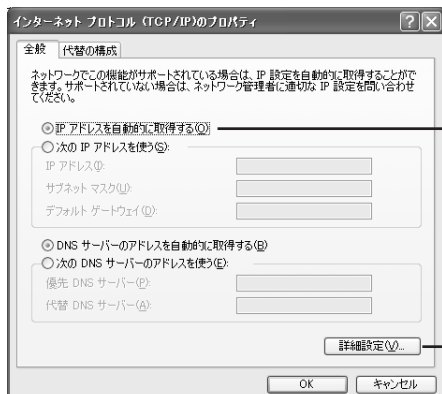 インターネット プロトコル (TCP/IP)のプロパティ
全般
代替の構成
ネットワークでこの機能がサポートされている場合は、IP 設定を自動的に取得することがで
きます。サポートされていない場合は、ネットワーク管理者に適切な IP 設定を問い合わせ
てください。
IP アドレスを自動的に取得する(O)
次の IP アドレスを使う(S):
IP アドレス(I):
サブネット マスク(U):
デフォルト ゲートウェイ(D):
DNS サーバーのアドレスを自動的に取得する(B)
次の DNS サーバーのアドレスを使う(E):
優先 DNS サーバー(P):
代替 DNS サーバー(A):
詳細設定(V)...
OK
キャンセル